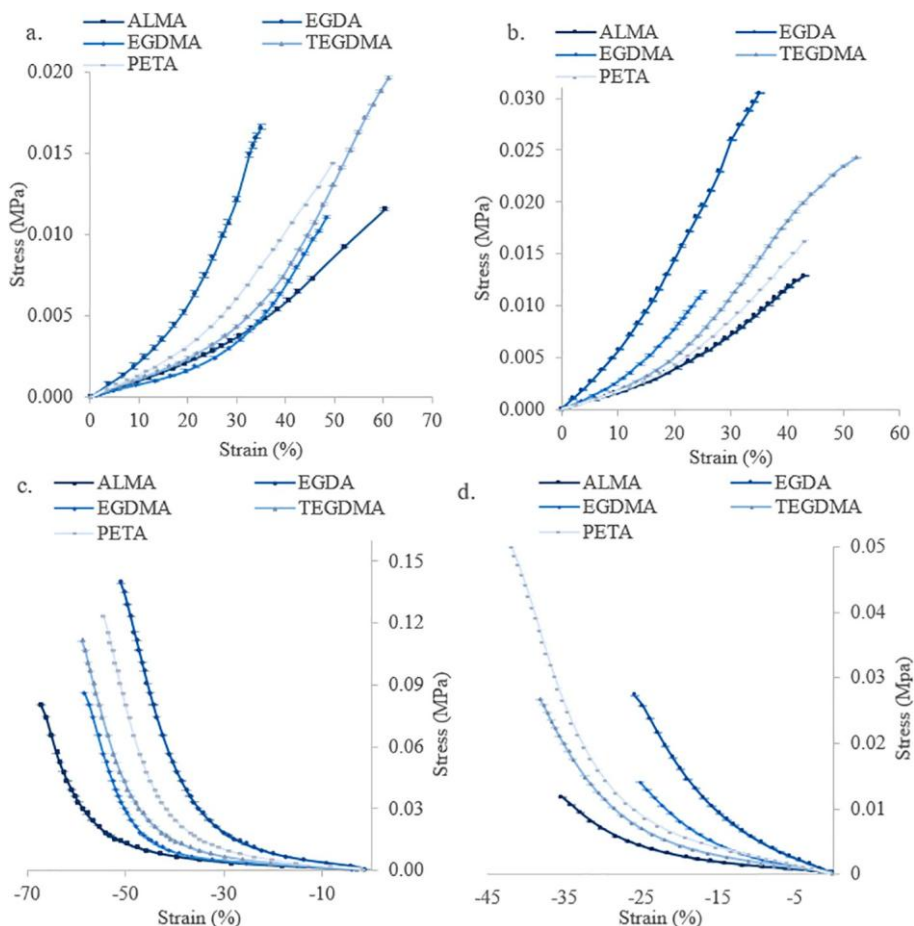 a.
ALMA EGDA
EGDMA TEGDMA
PETA
0.020
0.015
0.010
0.005
0.000
Stress (MPa)
0 10 20 30 40 50 60 70
Strain (%)
b.
ALMA EGDA
EGDMA TEGDMA
PETA
0.030
0.025
0.020
0.015
0.010
0.005
0.000
Stress (MPa)
0 10 20 30 40 50 60
Strain (%)
c.
ALMA EGDA
EGDMA TEGDMA
PETA
0.15
0.12
0.09
0.06
0.03
0.00
Stress (MPa)
-70 -50 -30 -10
Strain (%)
d.
ALMA EGDA
EGDMA TEGDMA
PETA
0.05
0.04
0.03
0.02
0.01
0
Stress (Mpa)
-45 -35 -25 -15 -5
Strain (%)